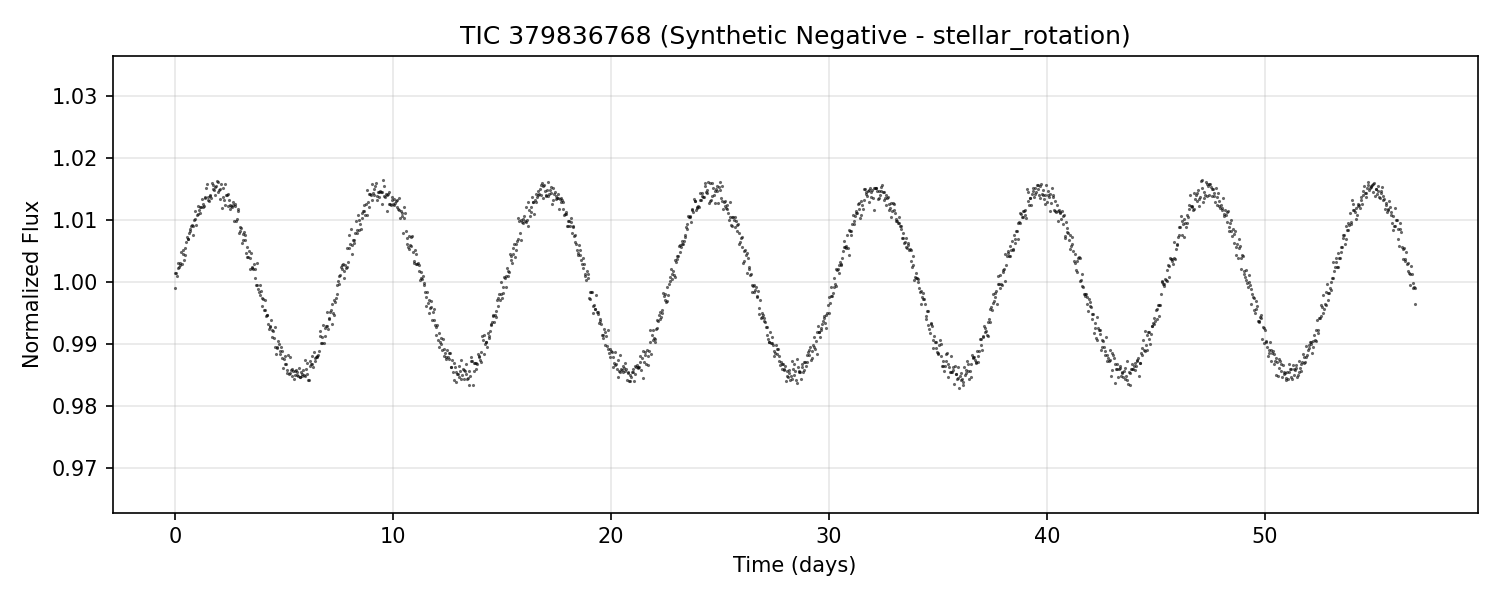 TIC 379836768 (Synthetic Negative - stellar_rotation)
Normalized Flux
1.03
1.02
1.01
1.00
0.99
0.98
0.97
0 10 20 30 40 50
Time (days)